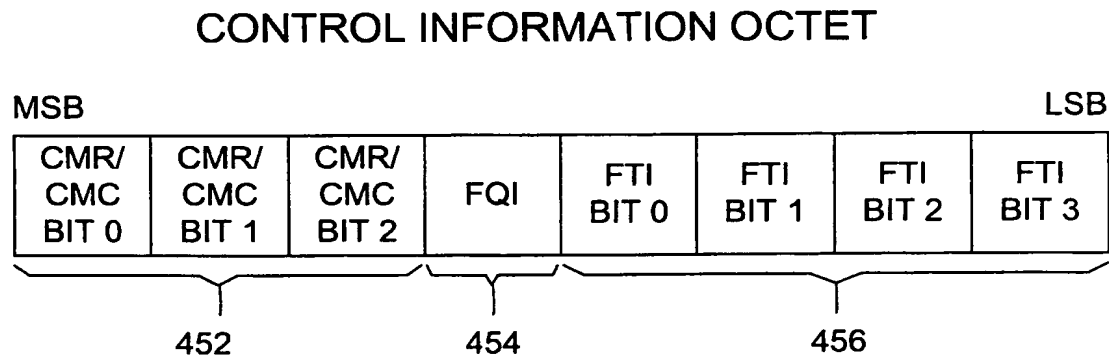 CONTROL INFORMATION OCTET
MSB LSB
CMR/ CMR/ CMR/
CMC CMC CMC FQI FTI FTI FTI FTI
BIT 0 BIT 1 BIT 2 BIT 0 BIT 1 BIT 2 BIT 3
452 454 456